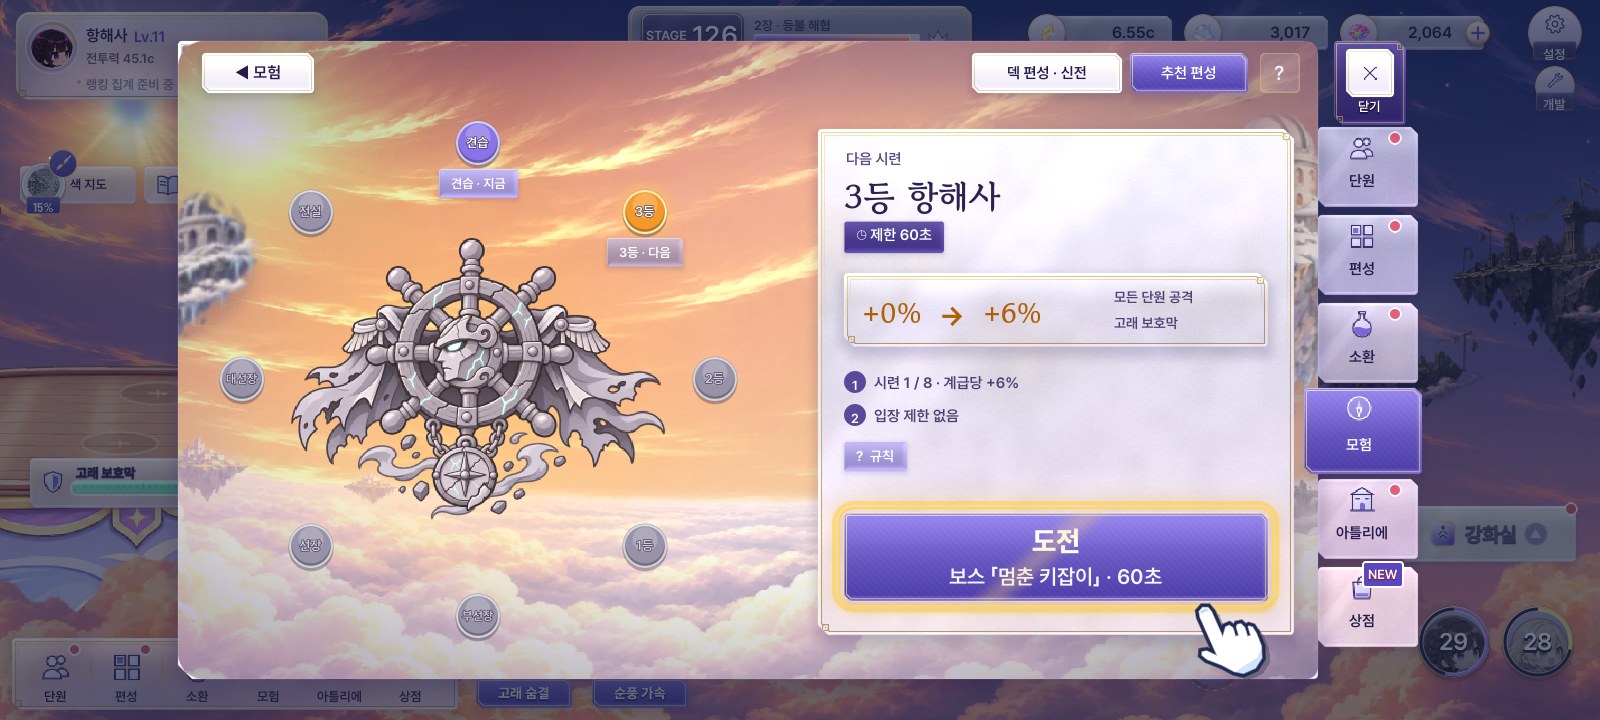 항해사 Lv.11
전투력 45.1c
* 랭킹 집계 준비 중
STAGE 126
2장 · 등불 해협
6.55c
3,017
2,064
설정
개발
◀ 모험
덱 편성 · 신전
추천 편성
?
닫기
색 지도
15%
고래 보호막
견습
견습 · 지금
3등
3등 · 다음
2등
1등
부선장
선장
대선장
전설
다음 시련
3등 항해사
제한 60초
+0% → +6%
모든 단원 공격
고래 보호막
1 시련 1 / 8 · 계급당 +6%
2 입장 제한 없음
? 규칙
도전
보스 「멈춘 키잡이」 · 60초
단원
편성
소환
모험
아틀리에
NEW
상점
강화실
29
28
단원
편성
소환
모험
아틀리에
상점
고래 숨결
순풍 가속